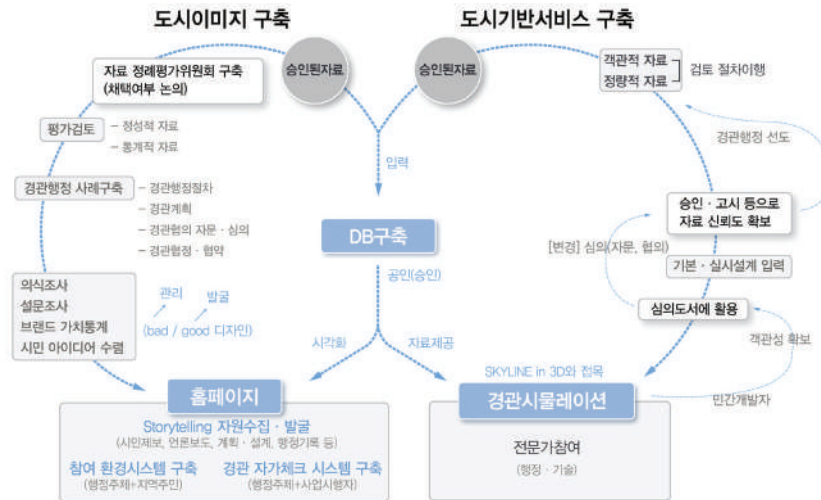 도시이미지 구축
도시기반서비스 구축
자료 정례평가위원회 구축
(채택여부 논의)
승인된자료
승인된자료
객관적 자료
정량적 자료
검토 절차이행
평가검토
– 정성적 자료
– 통계적 자료
경관행정 선도
입력
경관행정 사례구축
– 경관행정절차
– 경관계획
– 경관협의 자문 · 심의
– 경관협정 · 협약
승인 · 고시 등으로
자료 신뢰도 확보
DB구축
[변경] 심의(자문, 협의)
기본 · 실시설계 입력
공인(승인)
의식조사
설문조사
브랜드 가치통계
시민 아이디어 수렴
관리
발굴
(bad / good 디자인)
심의도서에 활용
객관성 확보
시각화
자료제공
SKYLINE in 3D와 접목
홈페이지
경관시물레이션
민간개발자
Storytelling 자원수집 · 발굴
(시민제보, 언론보도, 계획 · 설계, 행정기록 등)
참여 환경시스템 구축
(행정주체+지역주민)
경관 자가체크 시스템 구축
(행정주체+사업시행자)
전문가참여
(행정 · 기술)